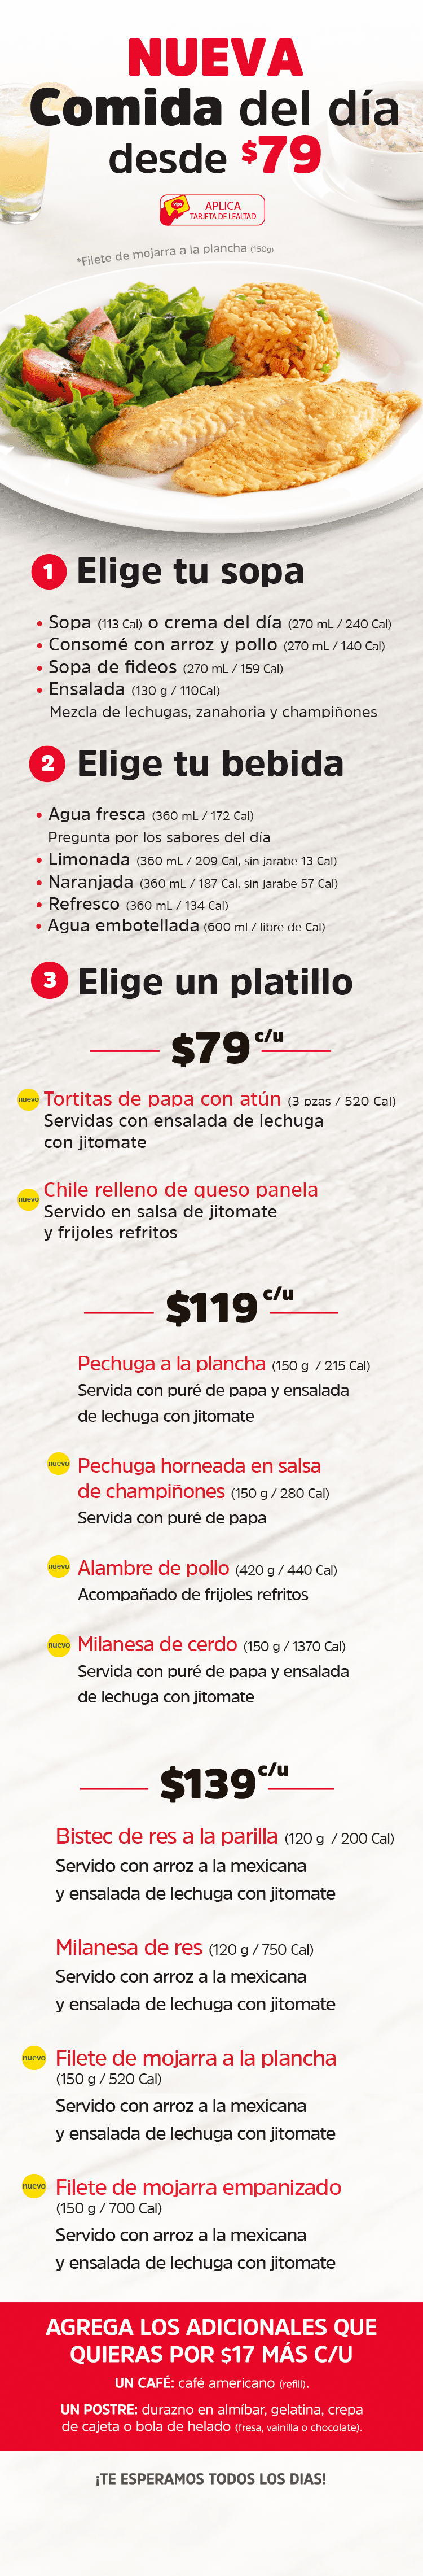 NUEVA
Comida del día
desde $79
vips
APLICA
TARJETA DE LEALTAD
*Filete de mojarra a la plancha (150g)
1 Elige tu sopa
• Sopa (113 Cal) o crema del día (270 mL / 240 Cal)
• Consomé con arroz y pollo (270 mL / 140 Cal)
• Sopa de fideos (270 mL / 159 Cal)
• Ensalada (130 g / 110Cal)
Mezcla de lechugas, zanahoria y champiñones
2 Elige tu bebida
• Agua fresca (360 mL / 172 Cal)
Pregunta por los sabores del día
• Limonada (360 mL / 209 Cal, sin jarabe 13 Cal)
• Naranjada (360 mL / 187 Cal, sin jarabe 57 Cal)
• Refresco (360 mL / 134 Cal)
• Agua embotellada (600 ml / libre de Cal)
3 Elige un platillo
$79 c/u
nuevo Tortitas de papa con atún (3 pzas / 520 Cal)
Servidas con ensalada de lechuga
con jitomate
nuevo Chile relleno de queso panela
Servido en salsa de jitomate
y frijoles refritos
$119 c/u
Pechuga a la plancha (150 g / 215 Cal)
Servida con puré de papa y ensalada
de lechuga con jitomate
nuevo Pechuga horneada en salsa
de champiñones (150 g / 280 Cal)
Servida con puré de papa
nuevo Alambre de pollo (420 g / 440 Cal)
Acompañado de frijoles refritos
nuevo Milanesa de cerdo (150 g / 1370 Cal)
Servida con puré de papa y ensalada
de lechuga con jitomate
$139 c/u
Bistec de res a la parilla (120 g / 200 Cal)
Servido con arroz a la mexicana
y ensalada de lechuga con jitomate
Milanesa de res (120 g / 750 Cal)
Servido con arroz a la mexicana
y ensalada de lechuga con jitomate
nuevo Filete de mojarra a la plancha
(150 g / 520 Cal)
Servido con arroz a la mexicana
y ensalada de lechuga con jitomate
nuevo Filete de mojarra empanizado
(150 g / 700 Cal)
Servido con arroz a la mexicana
y ensalada de lechuga con jitomate
AGREGA LOS ADICIONALES QUE
QUIERAS POR $17 MÁS C/U
UN CAFÉ: café americano (refill).
UN POSTRE: durazno en almíbar, gelatina, crepa
de cajeta o bola de helado (fresa, vainilla o chocolate).
¡TE ESPERAMOS TODOS LOS DIAS!